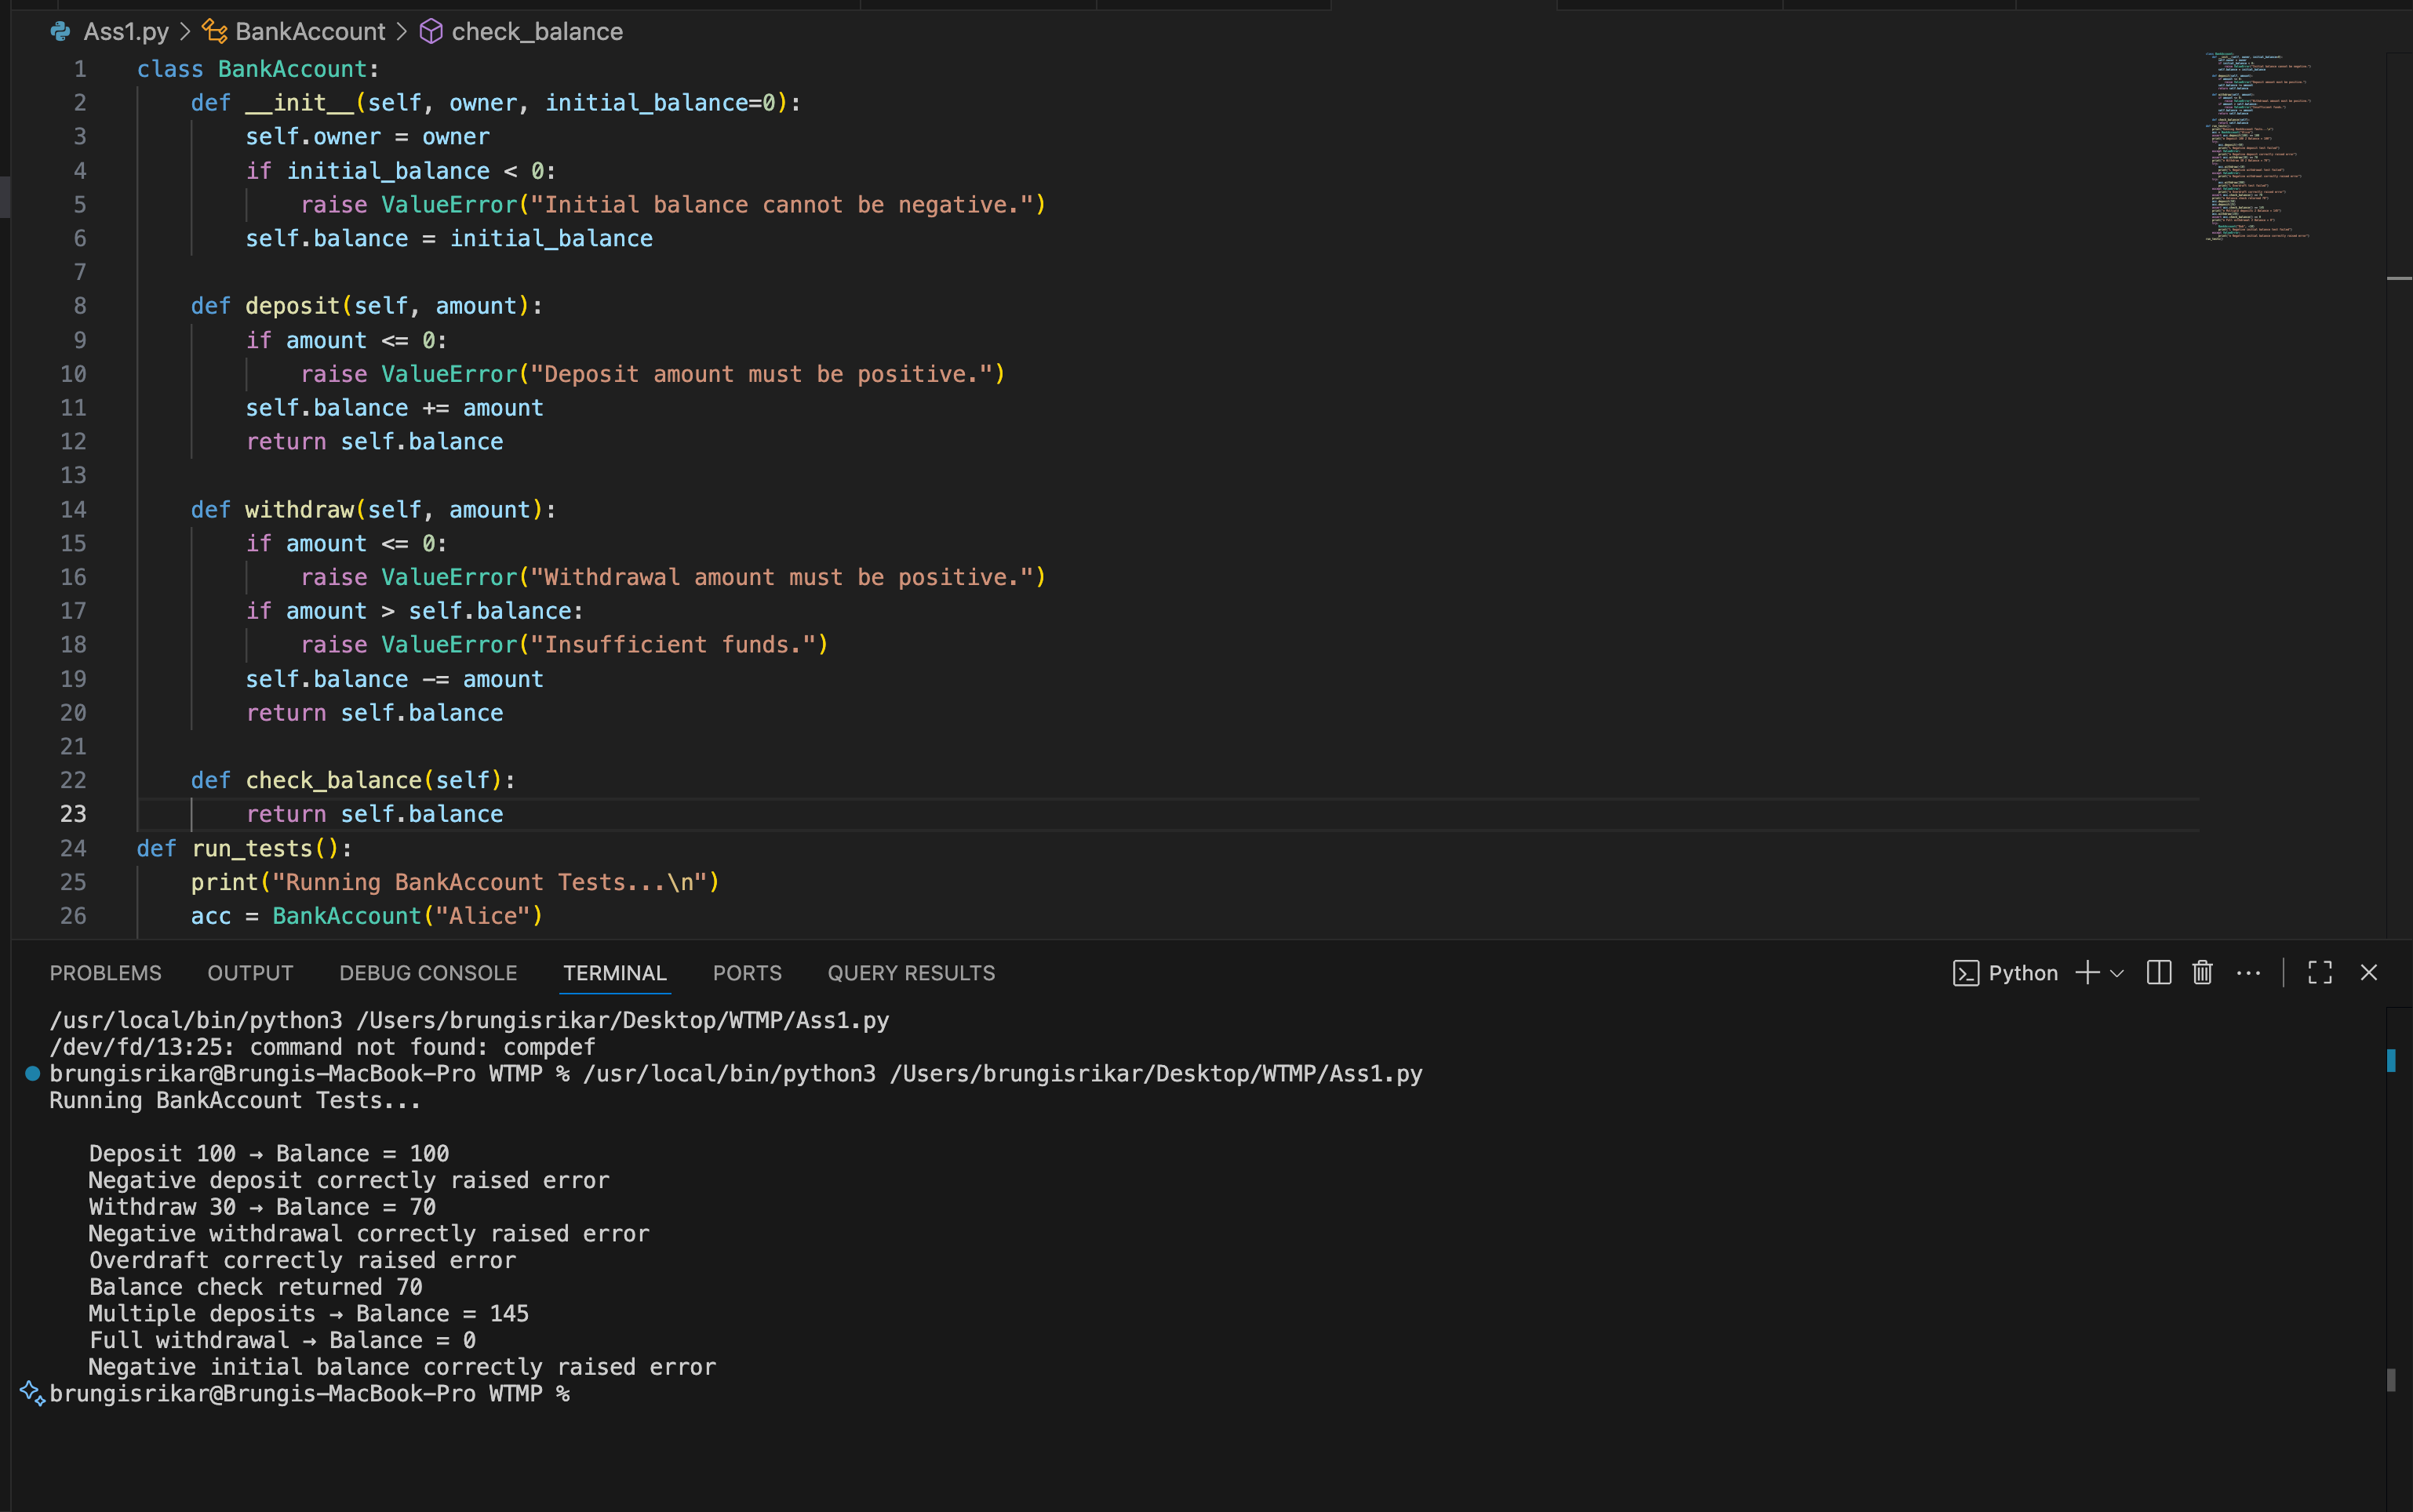 Ass1.py > BankAccount > check_balance
1 class BankAccount:
2     def __init__(self, owner, initial_balance=0):
3         self.owner = owner
4         if initial_balance < 0:
5             raise ValueError("Initial balance cannot be negative.")
6         self.balance = initial_balance
7
8     def deposit(self, amount):
9         if amount <= 0:
10             raise ValueError("Deposit amount must be positive.")
11         self.balance += amount
12         return self.balance
13
14     def withdraw(self, amount):
15         if amount <= 0:
16             raise ValueError("Withdrawal amount must be positive.")
17         if amount > self.balance:
18             raise ValueError("Insufficient funds.")
19         self.balance -= amount
20         return self.balance
21
22     def check_balance(self):
23         return self.balance
24 def run_tests():
25     print("Running BankAccount Tests...\n")
26     acc = BankAccount("Alice")
PROBLEMS OUTPUT DEBUG CONSOLE TERMINAL PORTS QUERY RESULTS Python
/usr/local/bin/python3 /Users/brungisrikar/Desktop/WTMP/Ass1.py
/dev/fd/13:25: command not found: compdef
brungisrikar@Brungis-MacBook-Pro WTMP % /usr/local/bin/python3 /Users/brungisrikar/Desktop/WTMP/Ass1.py
Running BankAccount Tests...
Deposit 100 → Balance = 100
Negative deposit correctly raised error
Withdraw 30 → Balance = 70
Negative withdrawal correctly raised error
Overdraft correctly raised error
Balance check returned 70
Multiple deposits → Balance = 145
Full withdrawal → Balance = 0
Negative initial balance correctly raised error
brungisrikar@Brungis-MacBook-Pro WTMP %